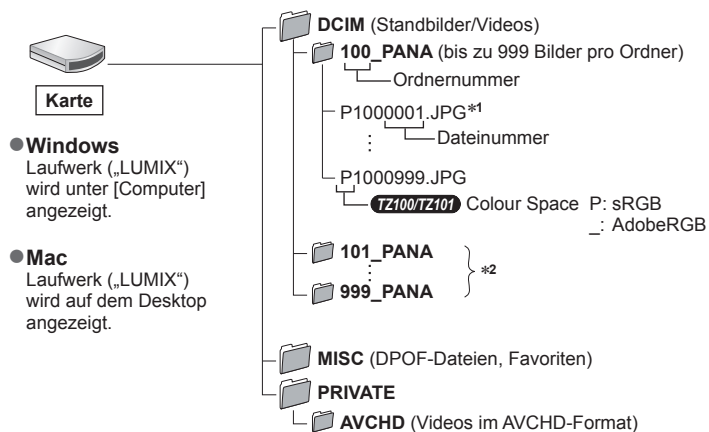 DCIM (Standbilder/Videos)
100_PANA (bis zu 999 Bilder pro Ordner)
Ordnernummer
P1000001.JPG*1
Dateinummer
P1000999.JPG
TZ100/TZ101 Colour Space P: sRGB
_: AdobeRGB
101_PANA
*2
999_PANA
MISC (DPOF-Dateien, Favoriten)
PRIVATE
AVCHD (Videos im AVCHD-Format)
Karte
●Windows
Laufwerk („LUMIX“)
wird unter [Computer]
angezeigt.
●Mac
Laufwerk („LUMIX“)
wird auf dem Desktop
angezeigt.